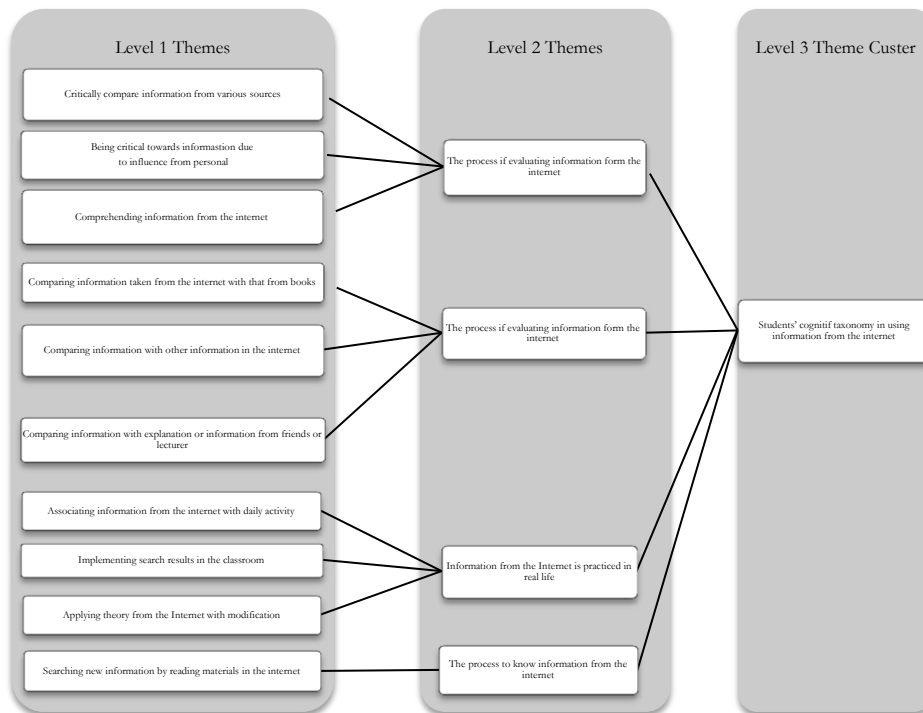 Level 1 Themes
Critically compare information from various sources
Being critical towards informastion due
to influence from personal
Comprehending information from the internet
Comparing information taken from the internet with that from books
Comparing information with other information in the internet
Comparing information with explanation or information from friends or
lecturer
Associating information from the internet with daily activity
Implementing search results in the classroom
Applying theory from the Internet with modification
Searching new information by reading materials in the internet
Level 2 Themes
The process if evaluating information form the
internet
The process if evaluating information form the
internet
Information from the Internet is practiced in
real life
The process to know information from the
internet
Level 3 Theme Custer
Students' cognitif taxonomy in using
information from the internet